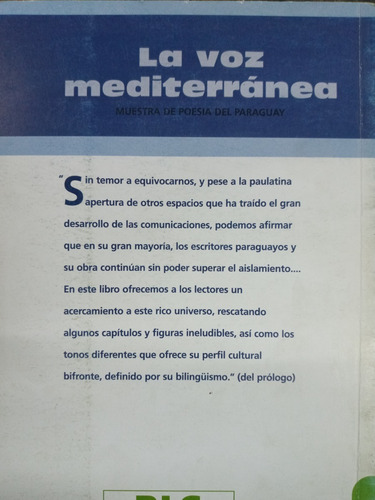 La voz
mediterránea
MUESTRA DE POESIA DEL PARAGUAY
“Sin temor a equivocarnos, y pese a la paulatina
apertura de otros espacios que ha traído el gran
desarrollo de las comunicaciones, podemos afirmar
que en su gran mayoría, los escritores paraguayos y
su obra continúan sin poder superar el aislamiento....
En este libro ofrecemos a los lectores un
acercamiento a este rico universo, rescatando
algunos capítulos y figuras ineludibles, así como los
tonos diferentes que ofrece su perfil cultural
bifronte, definido por su bilingüismo.” (del prólogo)